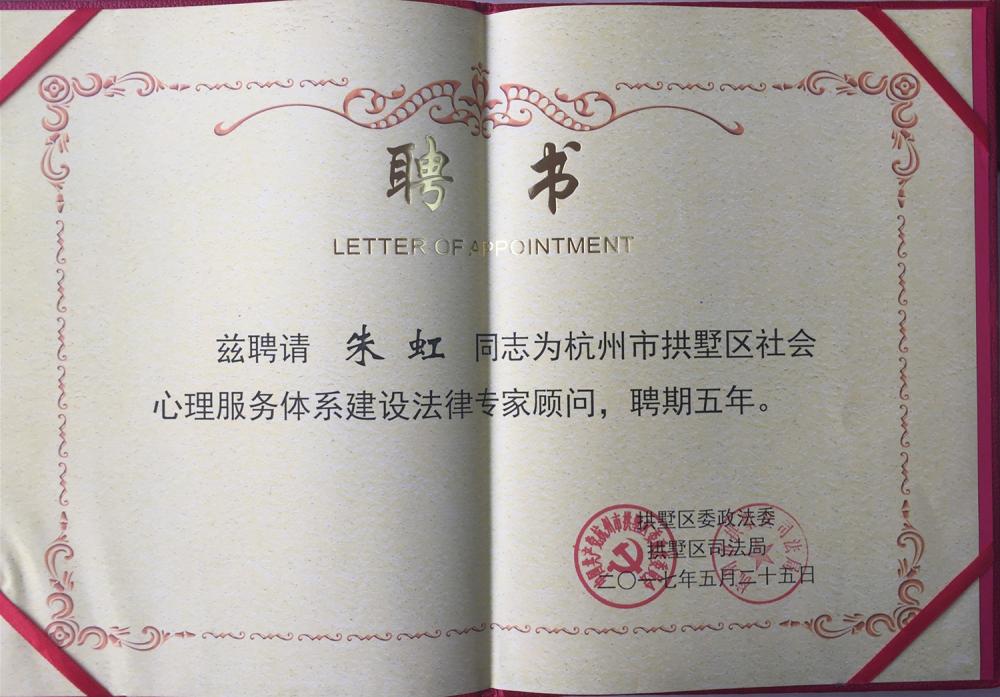 聘书
LETTER OF APPOINTMENT
兹聘请 朱虹 同志为杭州市拱墅区社会
心理服务体系建设法律专家顾问，聘期五年。
拱墅区委政法委
拱墅区司法局
二〇一七年五月二十五日